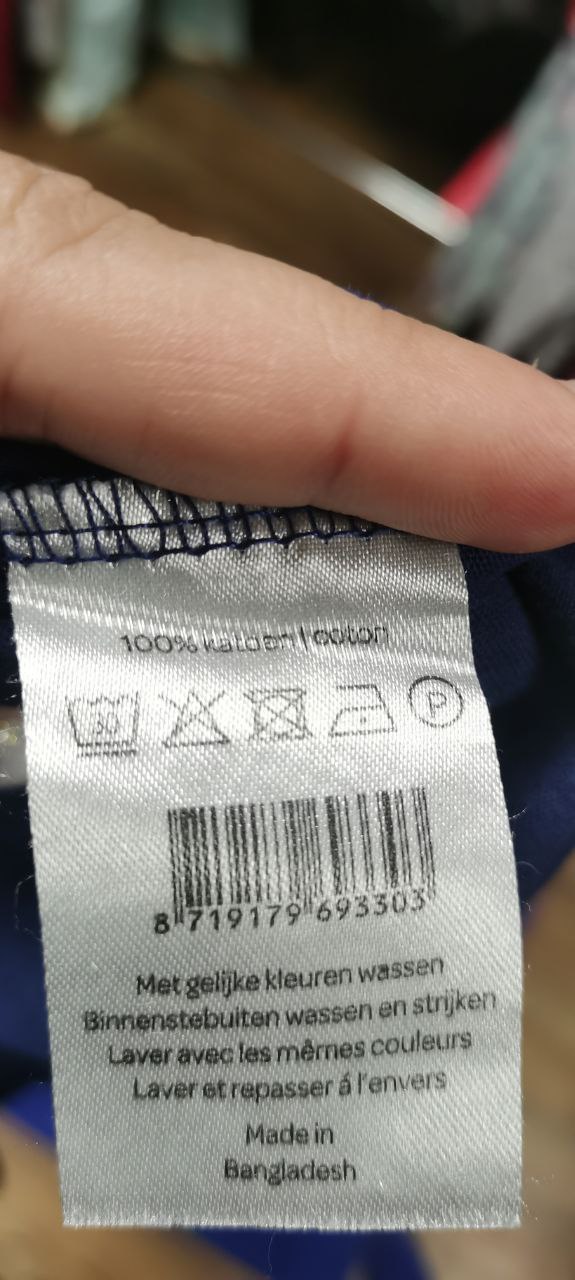 100% katoen | coton
30 P
8 719179 693303
Met gelijke kleuren wassen
Binnenstebuiten wassen en strijken
Laver avec les mêmes couleurs
Laver et repasser á l'envers
Made in
Bangladesh